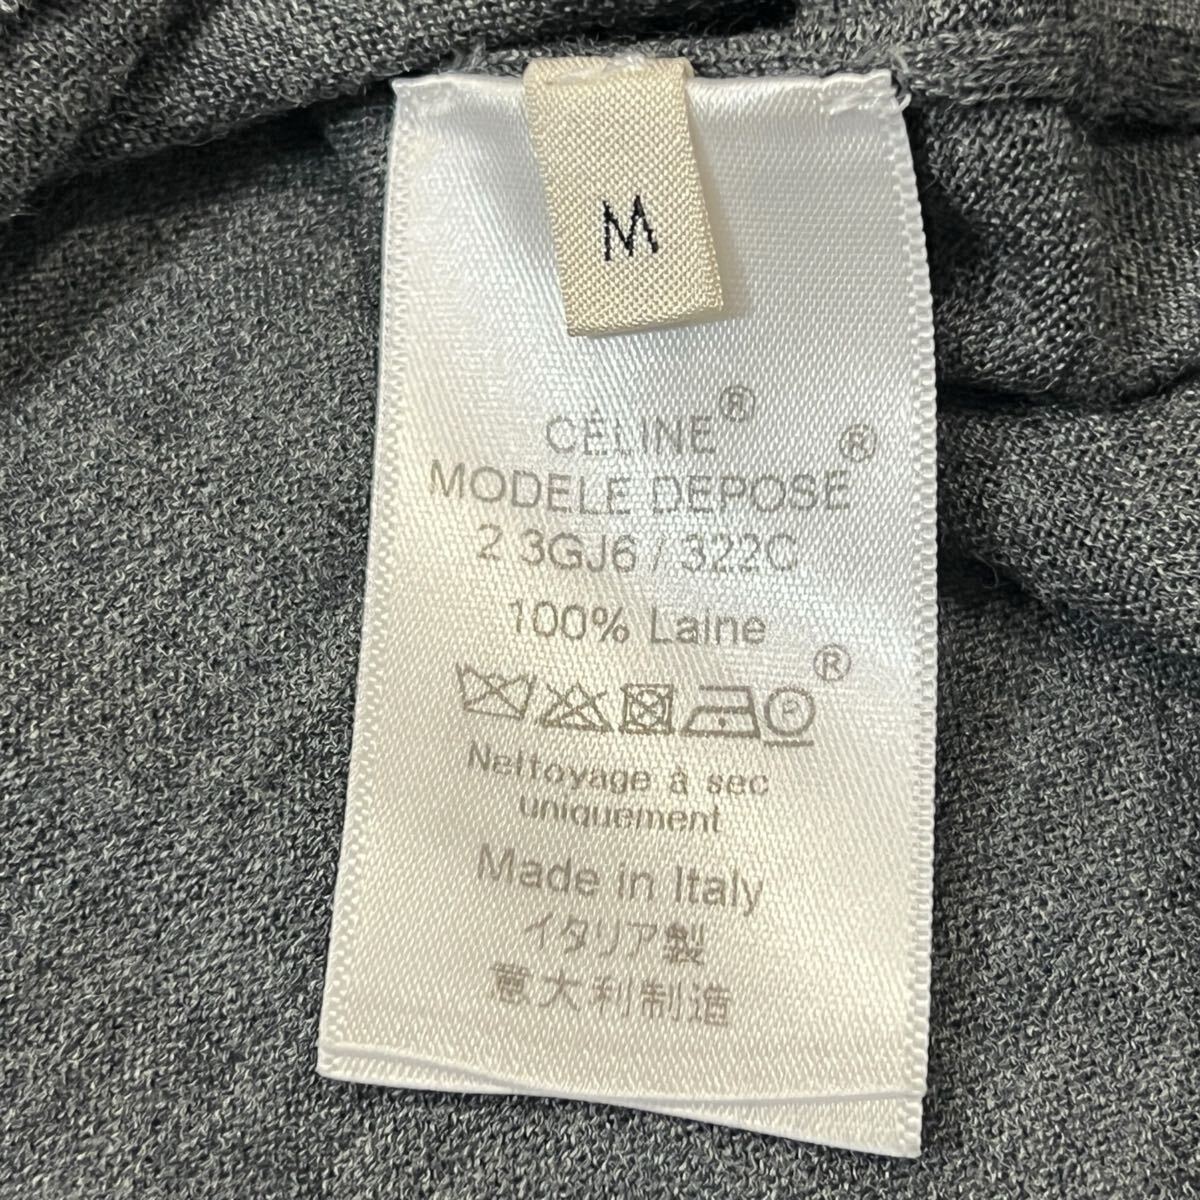 M
CÉLINE®
MODELE DEPOSE®
2 3GJ6 / 322C
100% Laine
®
P
Nettoyage à sec
uniquement
Made in Italy
イタリア製
意大利制造